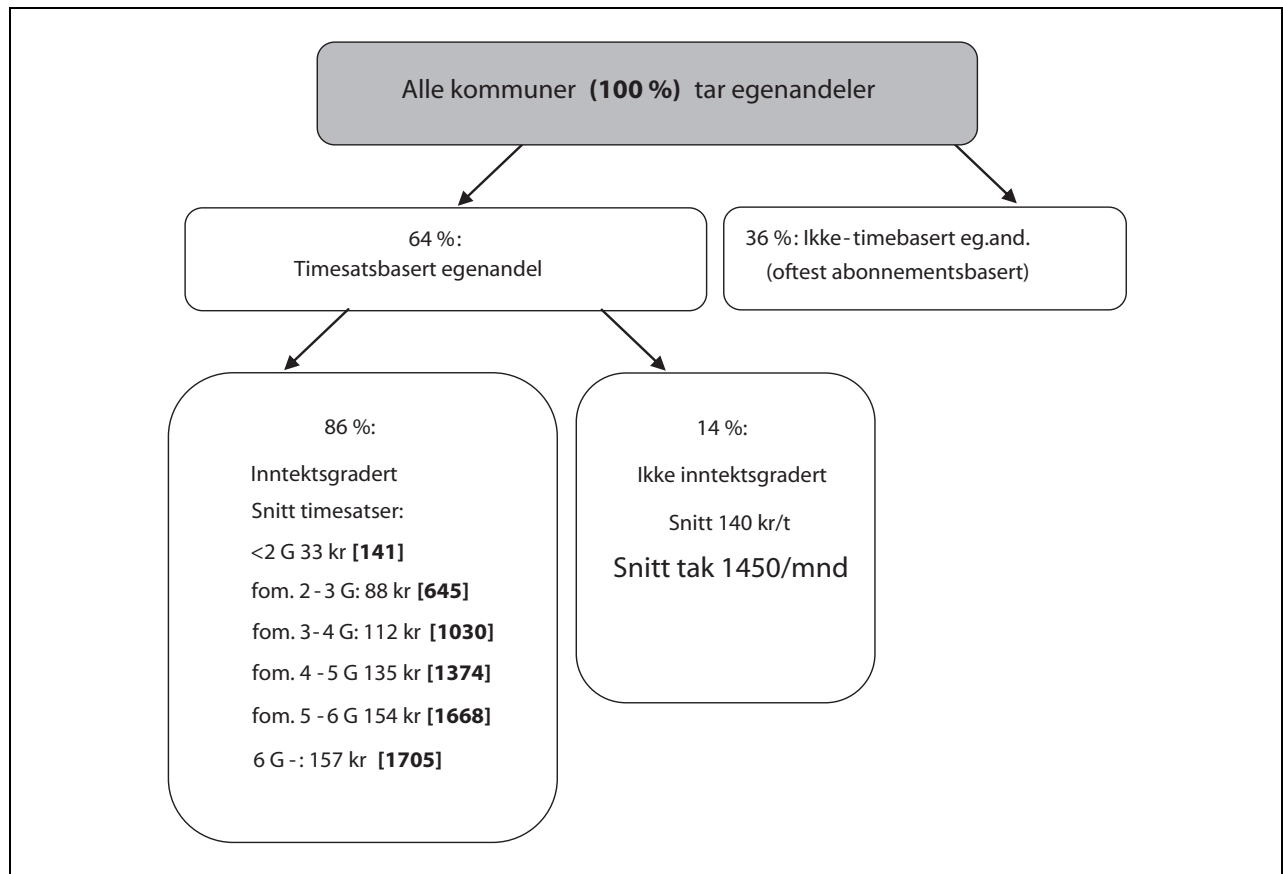 Alle kommuner (100 %) tar egenandeler
64 %:
Timesatsbasert egenandel
36 %: Ikke-timebasert eg.and.
(oftest abonnementsbasert)
86 %:
Inntektsgradert
Snitt timesatser:
<2 G 33 kr [141]
fom. 2-3 G: 88 kr [645]
fom. 3-4 G: 112 kr [1030]
fom. 4 -5 G 135 kr [1374]
fom. 5 -6 G 154 kr [1668]
6 G -: 157 kr [1705]
14 %:
Ikke inntektsgradert
Snitt 140 kr/t
Snitt tak 1450/mnd